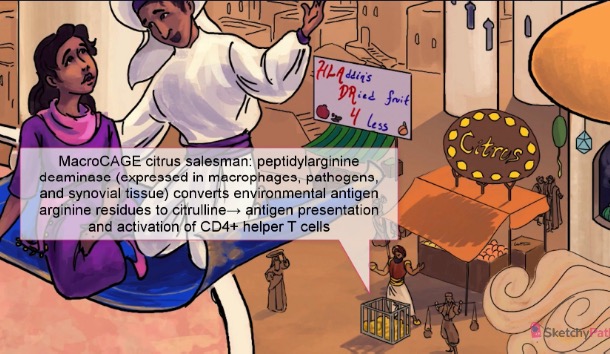 HLAddin's
DRied fruit
4 Less
Citrus
MacroCAGE citrus salesman: peptidylarginine
deaminase (expressed in macrophages, pathogens,
and synovial tissue) converts environmental antigen
arginine residues to citrulline→ antigen presentation
and activation of CD4+ helper T cells
SketchyPath